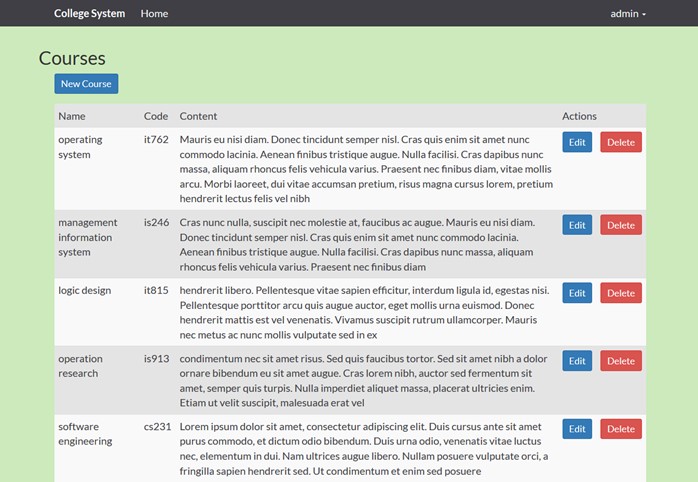 College System Home admin
Courses
New Course
Name Code Content Actions
operating system it762 Mauris eu nisi diam. Donec tincidunt semper nisl. Cras quis enim sit amet nunc
commodo lacinia. Aenean finibus tristique augue. Nulla facilisi. Cras dapibus nunc
massa, aliquam rhoncus felis vehicula varius. Praesent nec finibus diam, vitae mollis
arcu. Morbi laoreet, dui vitae accumsan pretium, risus magna cursus lorem, pretium
hendrerit lectus felis vel nibh
Edit Delete
management information system is246 Cras nunc nulla, suscipit nec molestie at, faucibus ac augue. Mauris eu nisi diam.
Donec tincidunt semper nisl. Cras quis enim sit amet nunc commodo lacinia.
Aenean finibus tristique augue. Nulla facilisi. Cras dapibus nunc massa, aliquam
rhoncus felis vehicula varius. Praesent nec finibus diam
Edit Delete
logic design it815 hendrerit libero. Pellentesque vitae sapien efficitur, interdum ligula id, egestas nisi.
Pellentesque porttitor arcu quis augue auctor, eget mollis urna euismod. Donec
hendrerit mattis est vel venenatis. Vivamus suscipit rutrum ullamcorper. Mauris
nec metus ac nunc mollis vulputate sed in ex
Edit Delete
operation research is913 condimentum nec sit amet risus. Sed quis faucibus tortor. Sed sit amet nibh a dolor
ornare bibendum eu sit amet augue. Cras lorem nibh, auctor sed fermentum sit
amet, semper quis turpis. Nulla imperdiet aliquet massa, placerat ultricies enim.
Etiam ut velit suscipit, malesuada erat vel
Edit Delete
software engineering cs231 Lorem ipsum dolor sit amet, consectetur adipiscing elit. Duis cursus ante sit amet
purus commodo, et dictum odio bibendum. Duis urna odio, venenatis vitae luctus
nec, elementum in dui. Nam ultrices augue libero. Nullam posuere vulputate orci, a
fringilla sapien hendrerit sed. Ut condimentum et enim sed posuere
Edit Delete